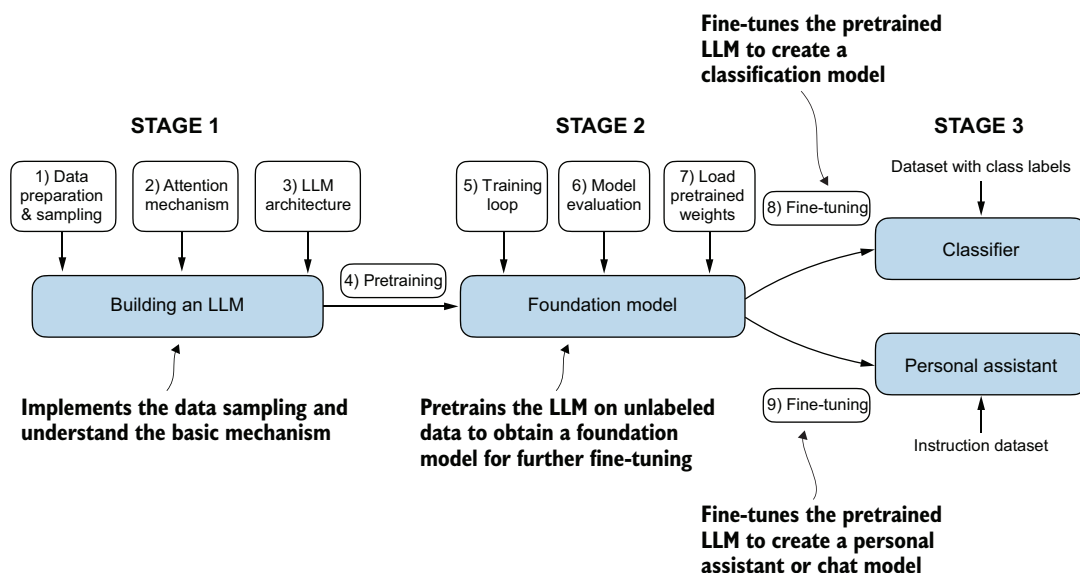 Fine-tunes the pretrained
LLM to create a
classification model
STAGE 1
STAGE 2
STAGE 3
1) Data
preparation
& sampling
2) Attention
mechanism
3) LLM
architecture
5) Training
loop
6) Model
evaluation
7) Load
pretrained
weights
8) Fine-tuning
Dataset with class labels
Classifier
4) Pretraining
Building an LLM
Foundation model
Personal assistant
9) Fine-tuning
Instruction dataset
Implements the data sampling and
understand the basic mechanism
Pretrains the LLM on unlabeled
data to obtain a foundation
model for further fine-tuning
Fine-tunes the pretrained
LLM to create a personal
assistant or chat model